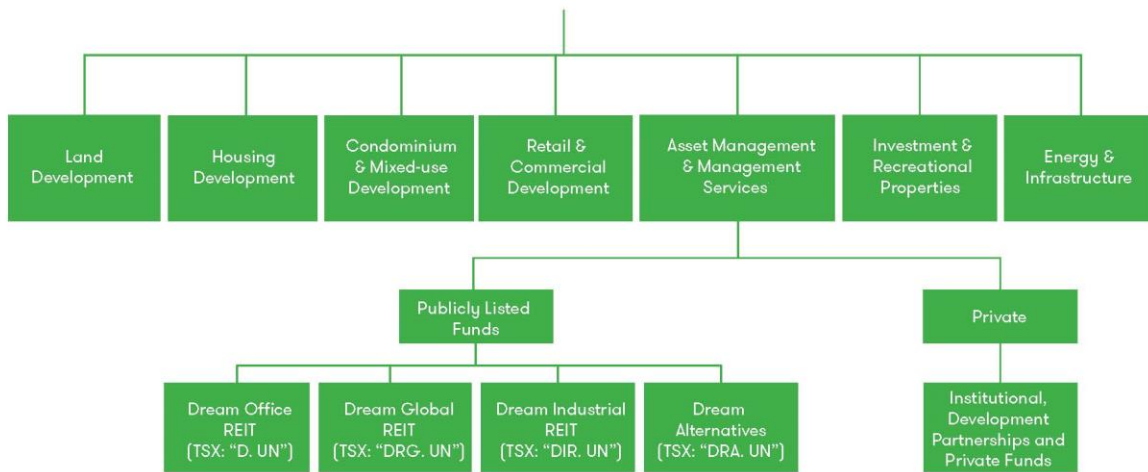 Land
Development
Housing
Development
Condominium
& Mixed-use
Development
Retail &
Commercial
Development
Asset Management
& Management
Services
Investment &
Recreational
Properties
Energy &
Infrastructure
Publicly Listed
Funds
Private
Dream Office
REIT
(TSX: “D. UN”)
Dream Global
REIT
(TSX: “DRG. UN”)
Dream Industrial
REIT
(TSX: “DIR. UN”)
Dream
Alternatives
(TSX: “DRA. UN”)
Institutional,
Development
Partnerships and
Private Funds